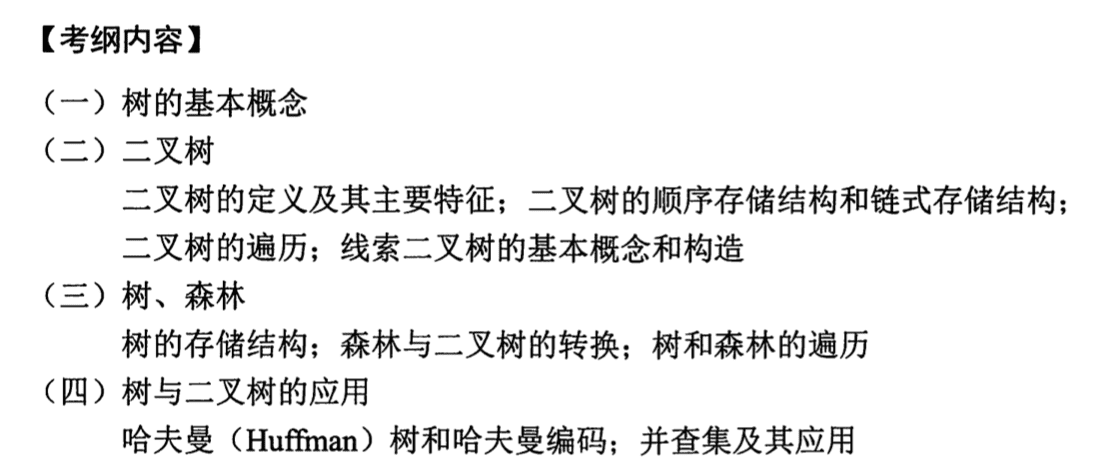 【考纲内容】
（一）树的基本概念
（二）二叉树
二叉树的定义及其主要特征；二叉树的顺序存储结构和链式存储结构；
二叉树的遍历；线索二叉树的基本概念和构造
（三）树、森林
树的存储结构；森林与二叉树的转换；树和森林的遍历
（四）树与二叉树的应用
哈夫曼（Huffman）树和哈夫曼编码；并查集及其应用